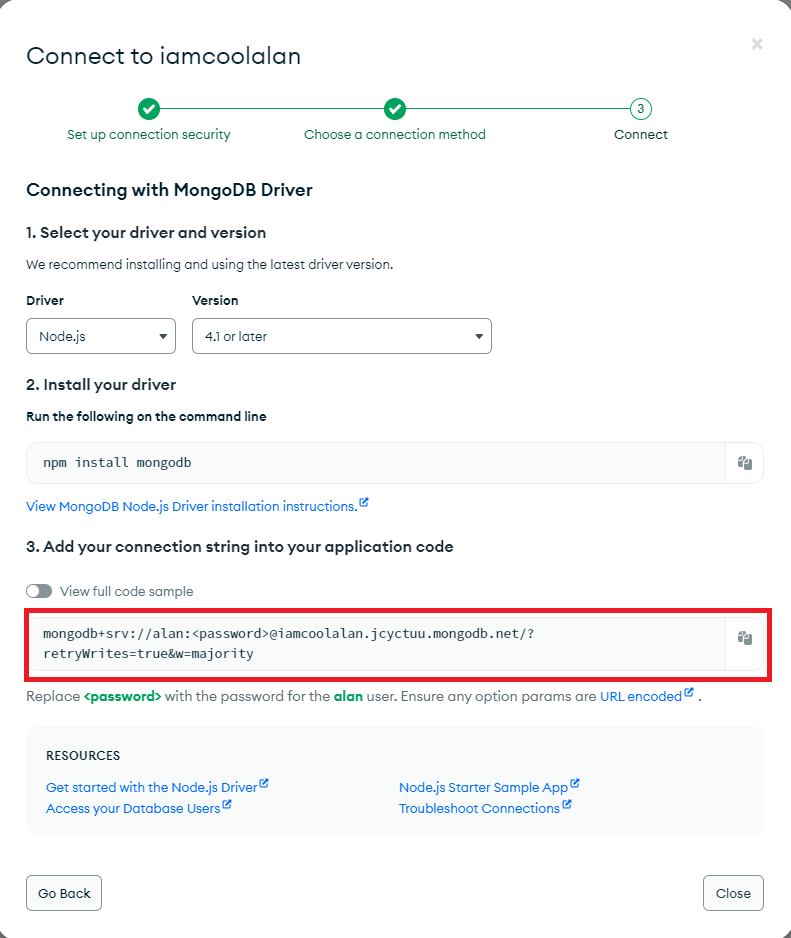 Connect to iamcoolalan
Set up connection security
Choose a connection method
3
Connect
Connecting with MongoDB Driver
1. Select your driver and version
We recommend installing and using the latest driver version.
Driver Version
Node.js 4.1 or later
2. Install your driver
Run the following on the command line
npm install mongodb
View MongoDB Node.js Driver installation instructions.
3. Add your connection string into your application code
View full code sample
mongodb+srv://alan:<password>@iamcoolalan.jcyctuu.mongodb.net/?
retryWrites=true&w=majority
Replace <password> with the password for the alan user. Ensure any option params are URL encoded .
RESOURCES
Get started with the Node.js Driver Node.js Starter Sample App
Access your Database Users Troubleshoot Connections
Go Back Close